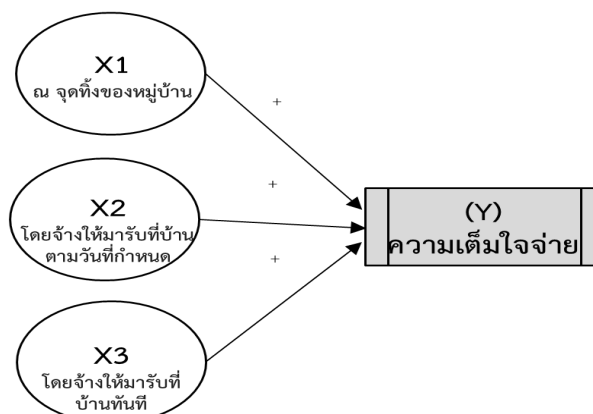 X1
ณ จุดทิ้งของหมู่บ้าน
+
X2
โดยจ้างให้มารับที่บ้าน
ตามวันที่กำหนด
+
(Y)
ความเต็มใจจ่าย
+
X3
โดยจ้างให้มารับที่
บ้านทันที